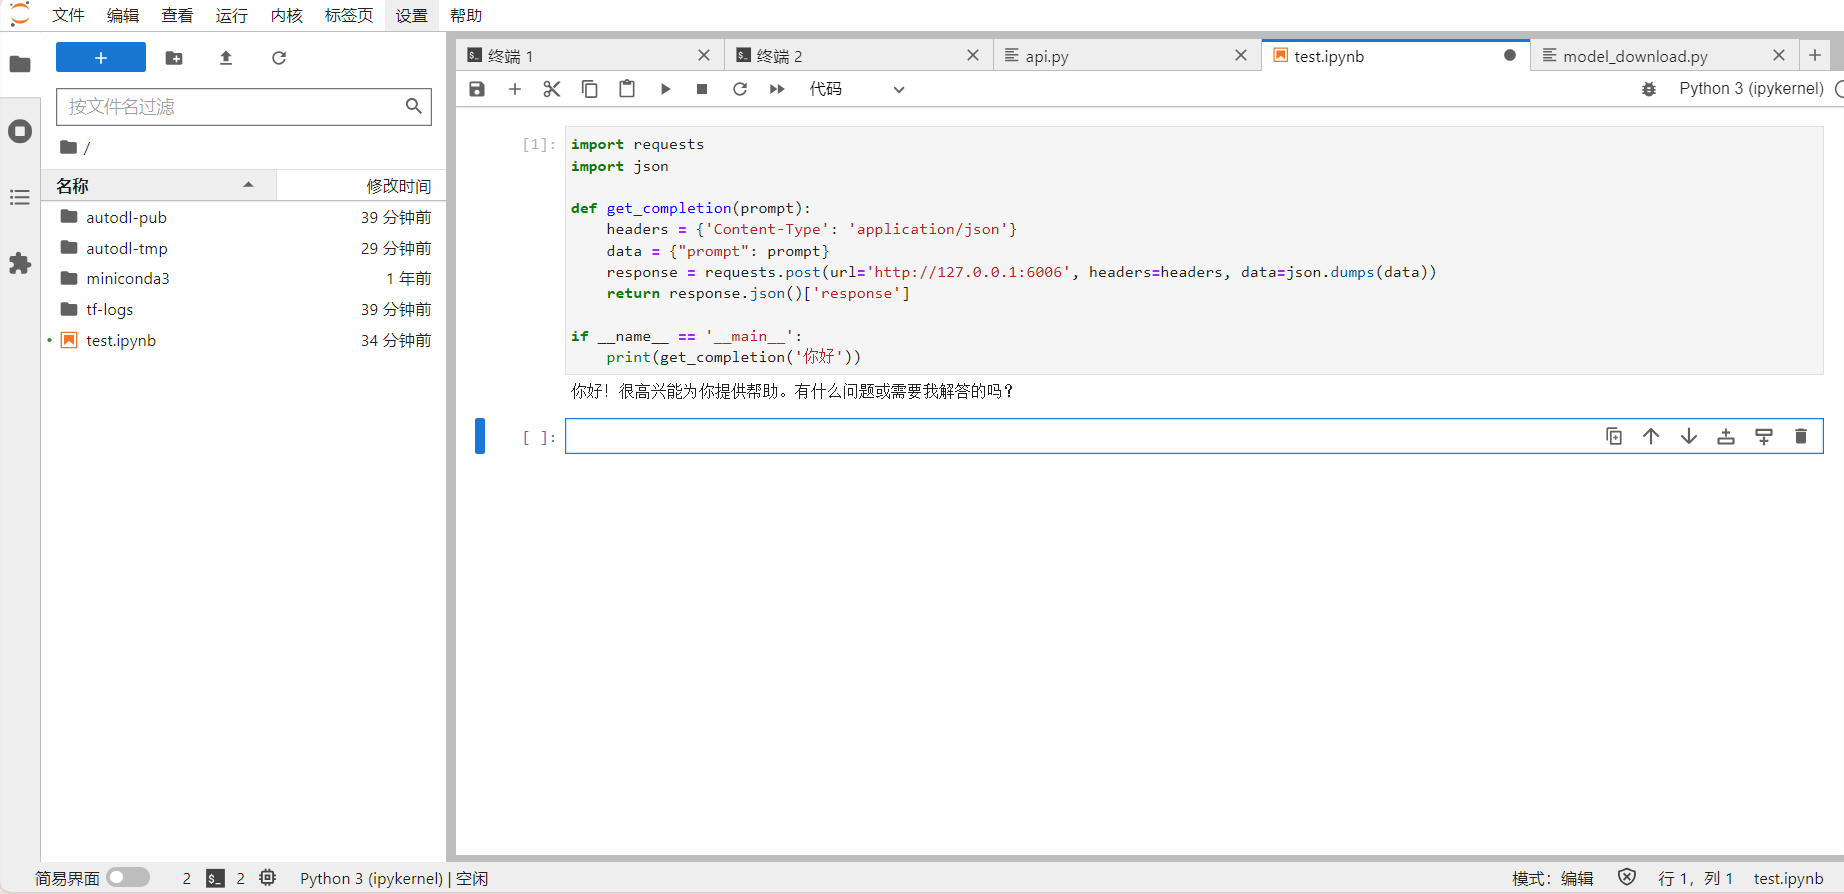 文件 编辑 查看 运行 内核 标签页 设置 帮助
+
按文件名过滤
/
名称 修改时间
autodl-pub 39 分钟前
autodl-tmp 29 分钟前
miniconda3 1 年前
tf-logs 39 分钟前
test.ipynb 34 分钟前
终端 1 终端 2 api.py test.ipynb model_download.py
代码 Python 3 (ipykernel)
[1]: import requests
import json
def get_completion(prompt):
    headers = {'Content-Type': 'application/json'}
    data = {"prompt": prompt}
    response = requests.post(url='http://127.0.0.1:6006', headers=headers, data=json.dumps(data))
    return response.json()['response']
if __name__ == '__main__':
    print(get_completion('你好'))
你好！很高兴能为你提供帮助。有什么问题或需要我解答的吗？
[ ]:
简易界面 2 $_ 2 Python 3 (ipykernel) | 空闲 模式：编辑 行 1，列 1 test.ipynb